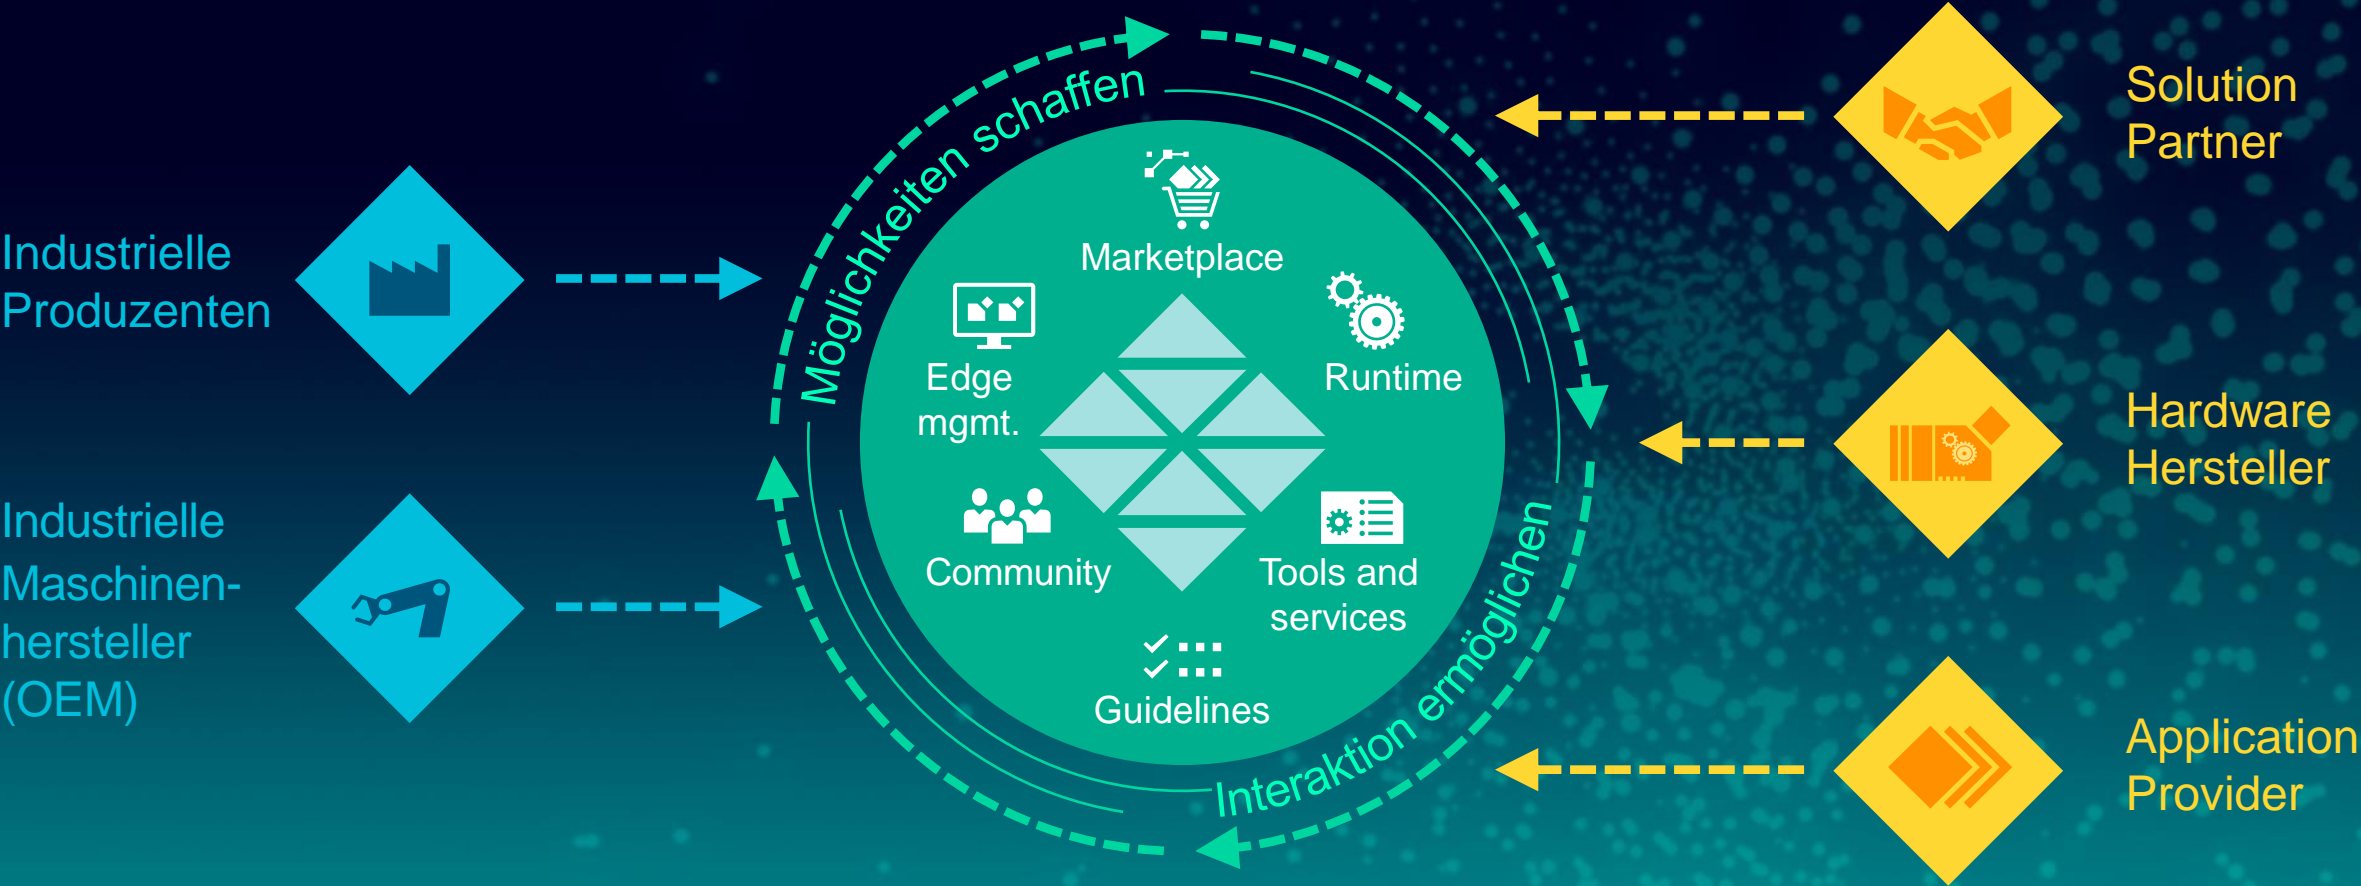 Industrielle
Produzenten
Industrielle
Maschinen-
hersteller
(OEM)
Möglichkeiten schaffen
Marketplace
Edge
mgmt.
Runtime
Community
Tools and
services
Guidelines
Interaktion ermöglichen
Solution
Partner
Hardware
Hersteller
Application
Provider